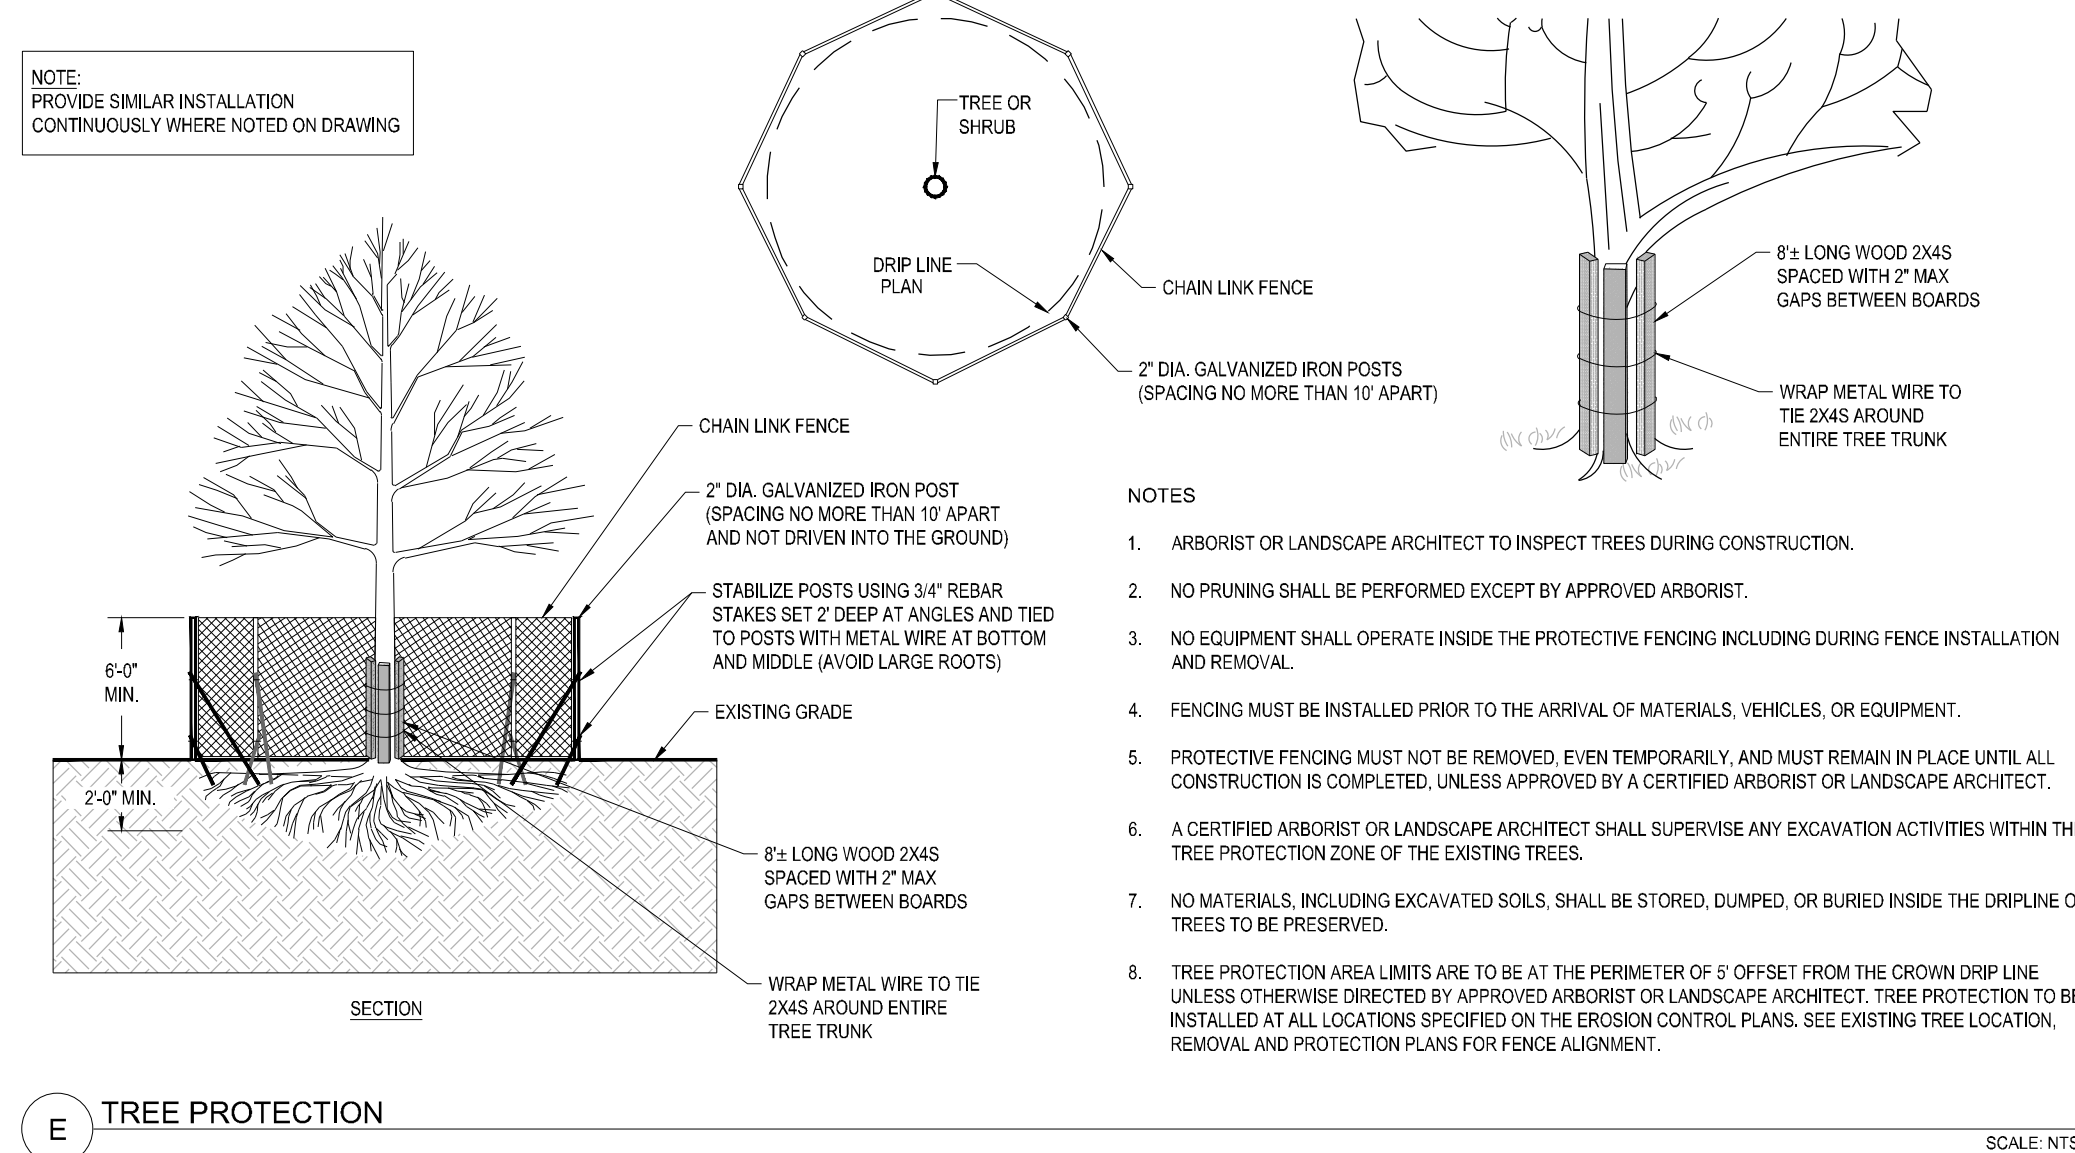 NOTE:
PROVIDE SIMILAR INSTALLATION
CONTINUOUSLY WHERE NOTED ON DRAWING
TREE OR
SHRUB
DRIP LINE
PLAN
CHAIN LINK FENCE
2" DIA. GALVANIZED IRON POSTS
(SPACING NO MORE THAN 10' APART)
8'± LONG WOOD 2X4S
SPACED WITH 2" MAX
GAPS BETWEEN BOARDS
WRAP METAL WIRE TO
TIE 2X4S AROUND
ENTIRE TREE TRUNK
CHAIN LINK FENCE
2" DIA. GALVANIZED IRON POST
(SPACING NO MORE THAN 10' APART
AND NOT DRIVEN INTO THE GROUND)
STABILIZE POSTS USING 3/4" REBAR
STAKES SET 2' DEEP AT ANGLES AND TIED
TO POSTS WITH METAL WIRE AT BOTTOM
AND MIDDLE (AVOID LARGE ROOTS)
EXISTING GRADE
6'-0"
MIN.
2'-0" MIN.
8'± LONG WOOD 2X4S
SPACED WITH 2" MAX
GAPS BETWEEN BOARDS
WRAP METAL WIRE TO TIE
2X4S AROUND ENTIRE
TREE TRUNK
SECTION
NOTES
1. ARBORIST OR LANDSCAPE ARCHITECT TO INSPECT TREES DURING CONSTRUCTION.
2. NO PRUNING SHALL BE PERFORMED EXCEPT BY APPROVED ARBORIST.
3. NO EQUIPMENT SHALL OPERATE INSIDE THE PROTECTIVE FENCING INCLUDING DURING FENCE INSTALLATION
AND REMOVAL.
4. FENCING MUST BE INSTALLED PRIOR TO THE ARRIVAL OF MATERIALS, VEHICLES, OR EQUIPMENT.
5. PROTECTIVE FENCING MUST NOT BE REMOVED, EVEN TEMPORARILY, AND MUST REMAIN IN PLACE UNTIL ALL
CONSTRUCTION IS COMPLETED, UNLESS APPROVED BY A CERTIFIED ARBORIST OR LANDSCAPE ARCHITECT.
6. A CERTIFIED ARBORIST OR LANDSCAPE ARCHITECT SHALL SUPERVISE ANY EXCAVATION ACTIVITIES WITHIN TH
TREE PROTECTION ZONE OF THE EXISTING TREES.
7. NO MATERIALS, INCLUDING EXCAVATED SOILS, SHALL BE STORED, DUMPED, OR BURIED INSIDE THE DRIPLINE O
TREES TO BE PRESERVED.
8. TREE PROTECTION AREA LIMITS ARE TO BE AT THE PERIMETER OF 5' OFFSET FROM THE CROWN DRIP LINE
UNLESS OTHERWISE DIRECTED BY APPROVED ARBORIST OR LANDSCAPE ARCHITECT. TREE PROTECTION TO BE
INSTALLED AT ALL LOCATIONS SPECIFIED ON THE EROSION CONTROL PLANS. SEE EXISTING TREE LOCATION,
REMOVAL AND PROTECTION PLANS FOR FENCE ALIGNMENT.
E TREE PROTECTION
SCALE: NTS